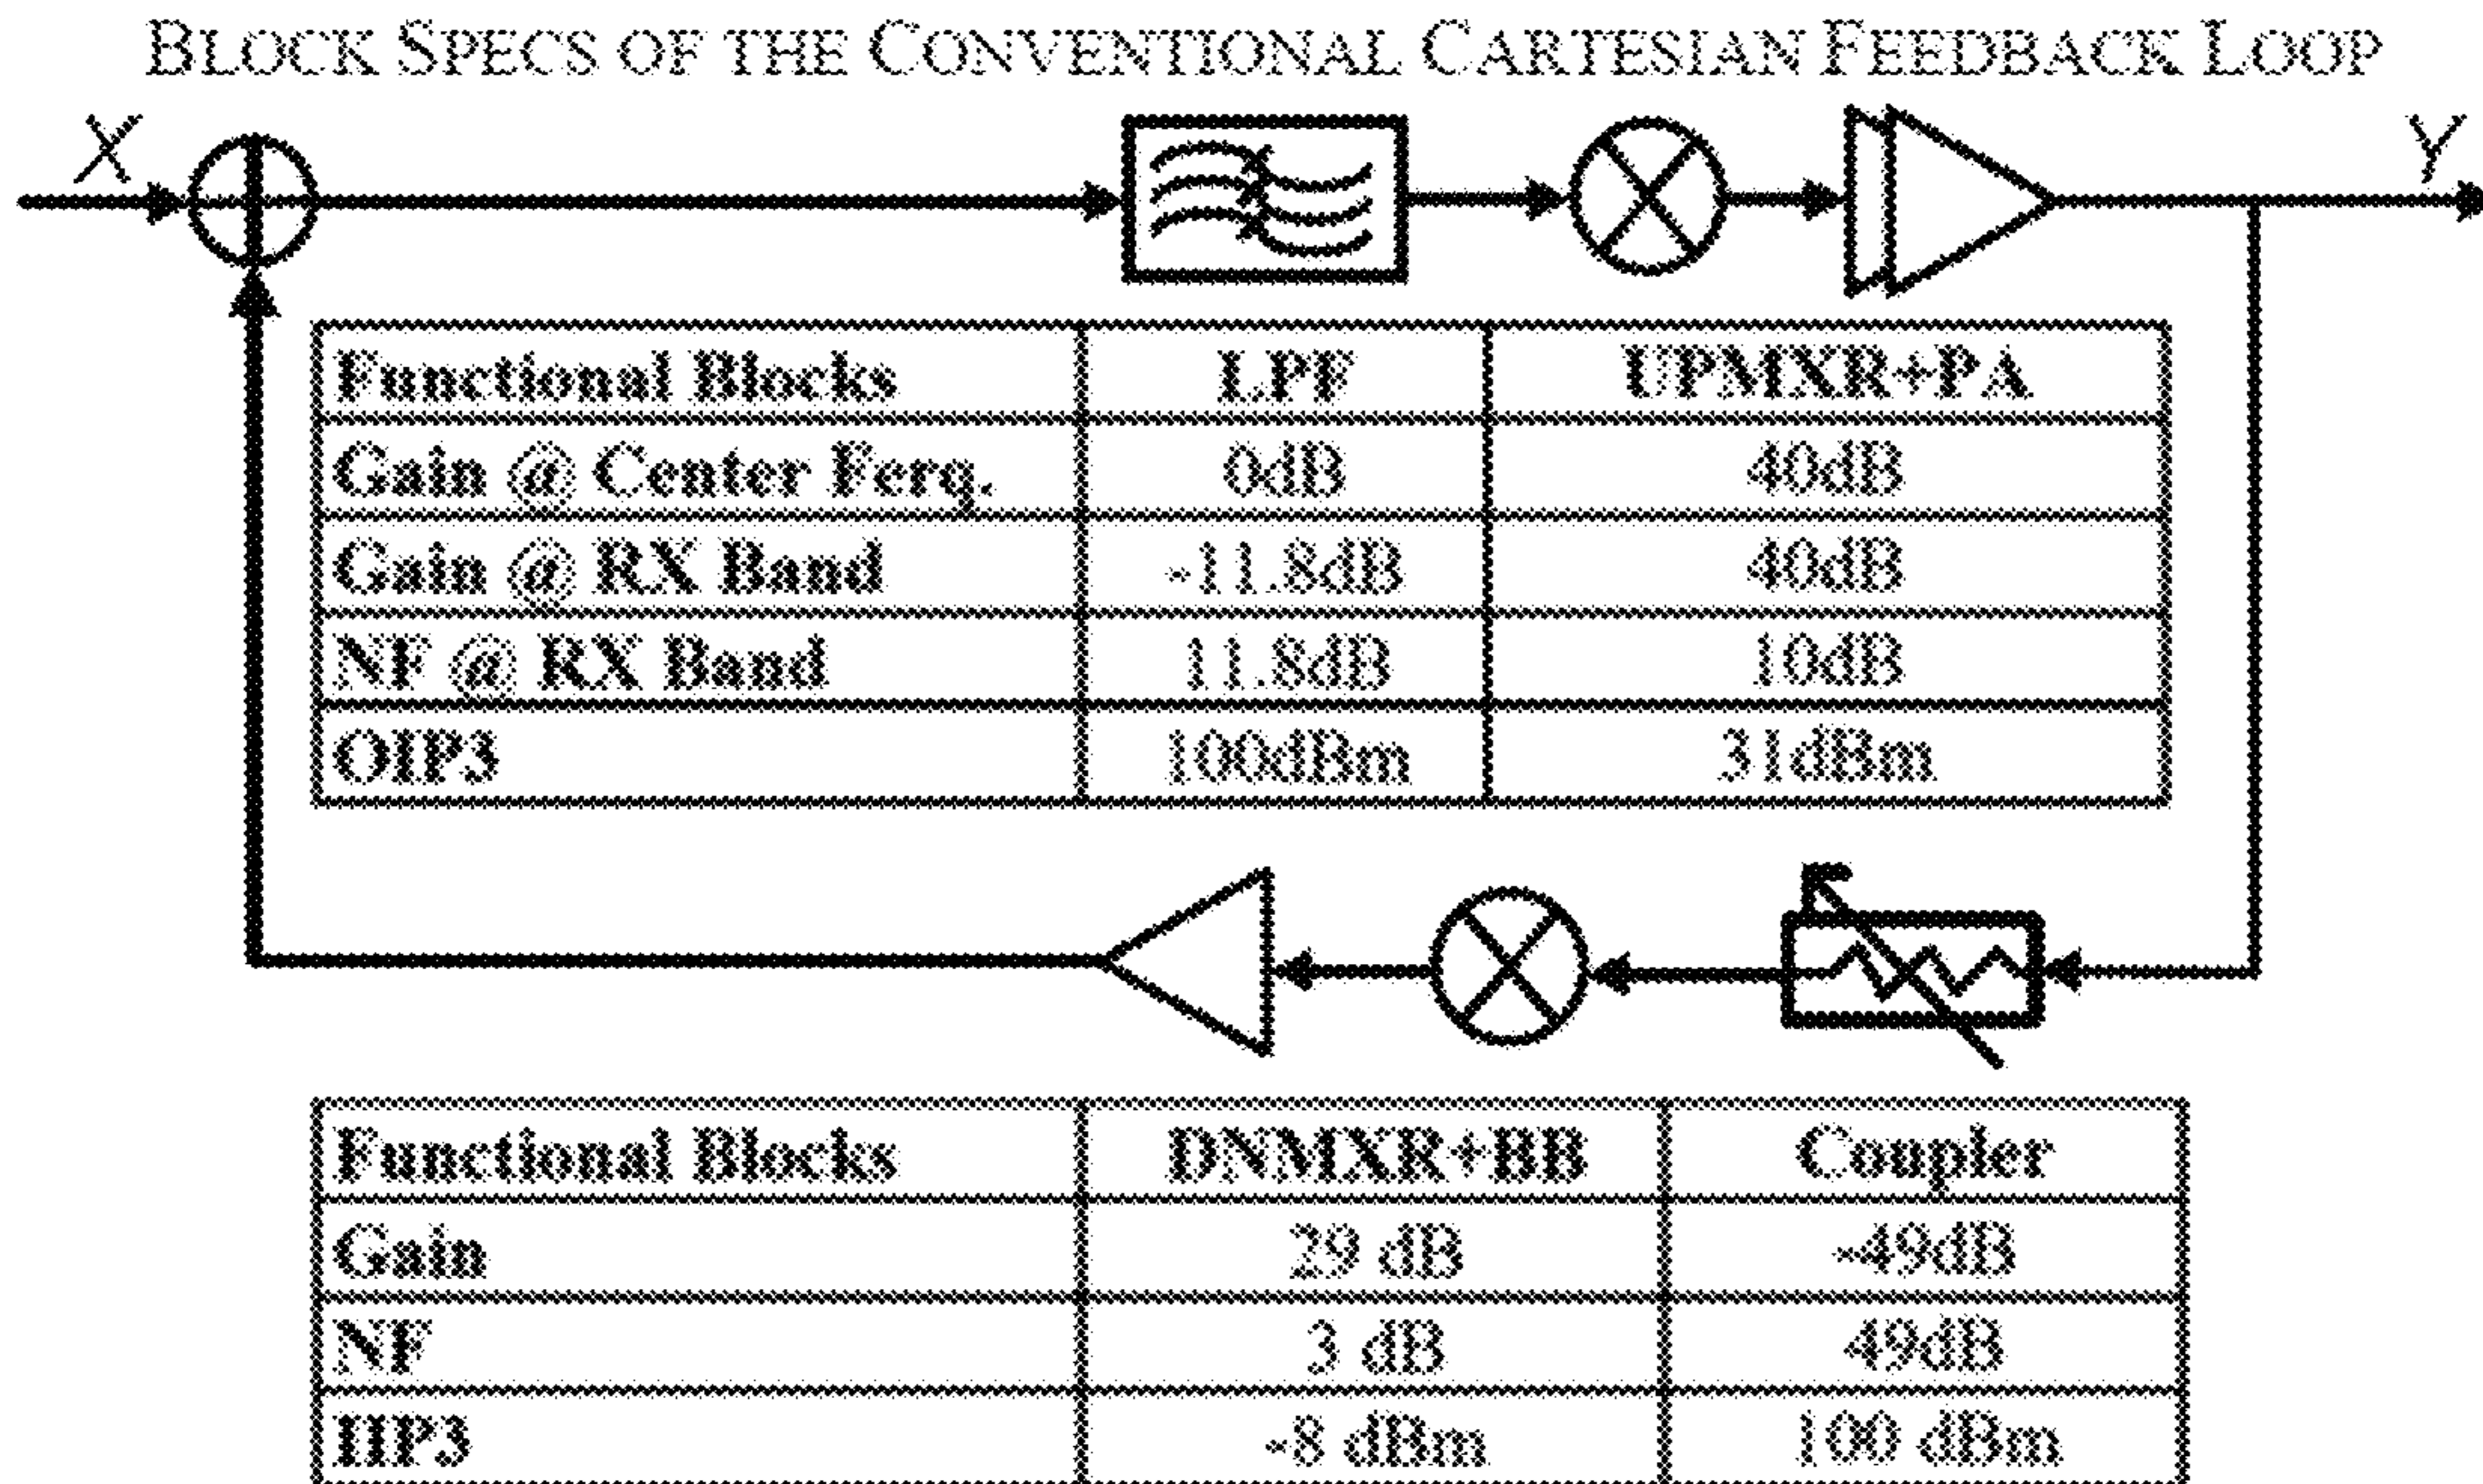 BLOCK SPECS OF THE CONVENTIONAL CARTESIAN FEEDBACK LOOP
X Y
Functional Blocks LPF UPMXR+PA
Gain @ Center Ferq. 0dB 40dB
Gain @ RX Band -11.8dB 40dB
NF @ RX Band 11.8dB 10dB
OIP3 100dBm 31dBm
Functional Blocks DNMXR+BB Coupler
Gain 29 dB -49dB
NF 3 dB 49dB
IIP3 -8 dBm 100 dBm